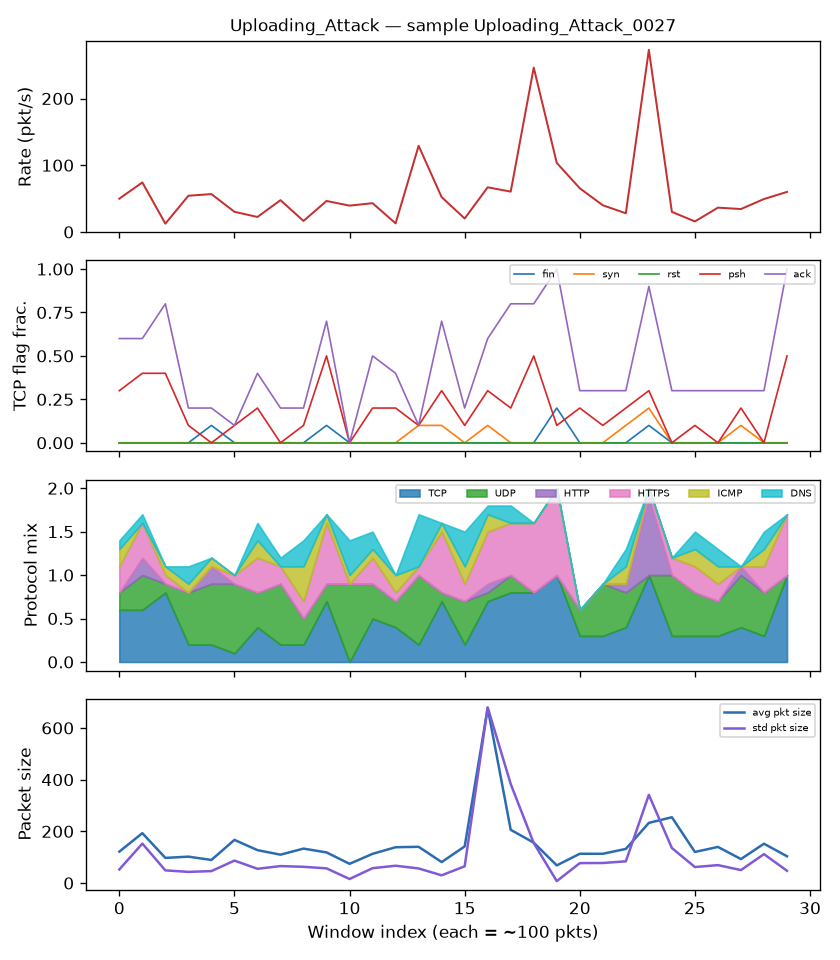 Uploading_Attack — sample Uploading_Attack_0027
Rate (pkt/s)
200
100
0
TCP flag frac.
1.00
0.75
0.50
0.25
0.00
fin syn rst psh ack
Protocol mix
2.0
1.5
1.0
0.5
0.0
TCP UDP HTTP HTTPS ICMP DNS
Packet size
600
400
200
0
avg pkt size
std pkt size
0 5 10 15 20 25 30
Window index (each = ~100 pkts)